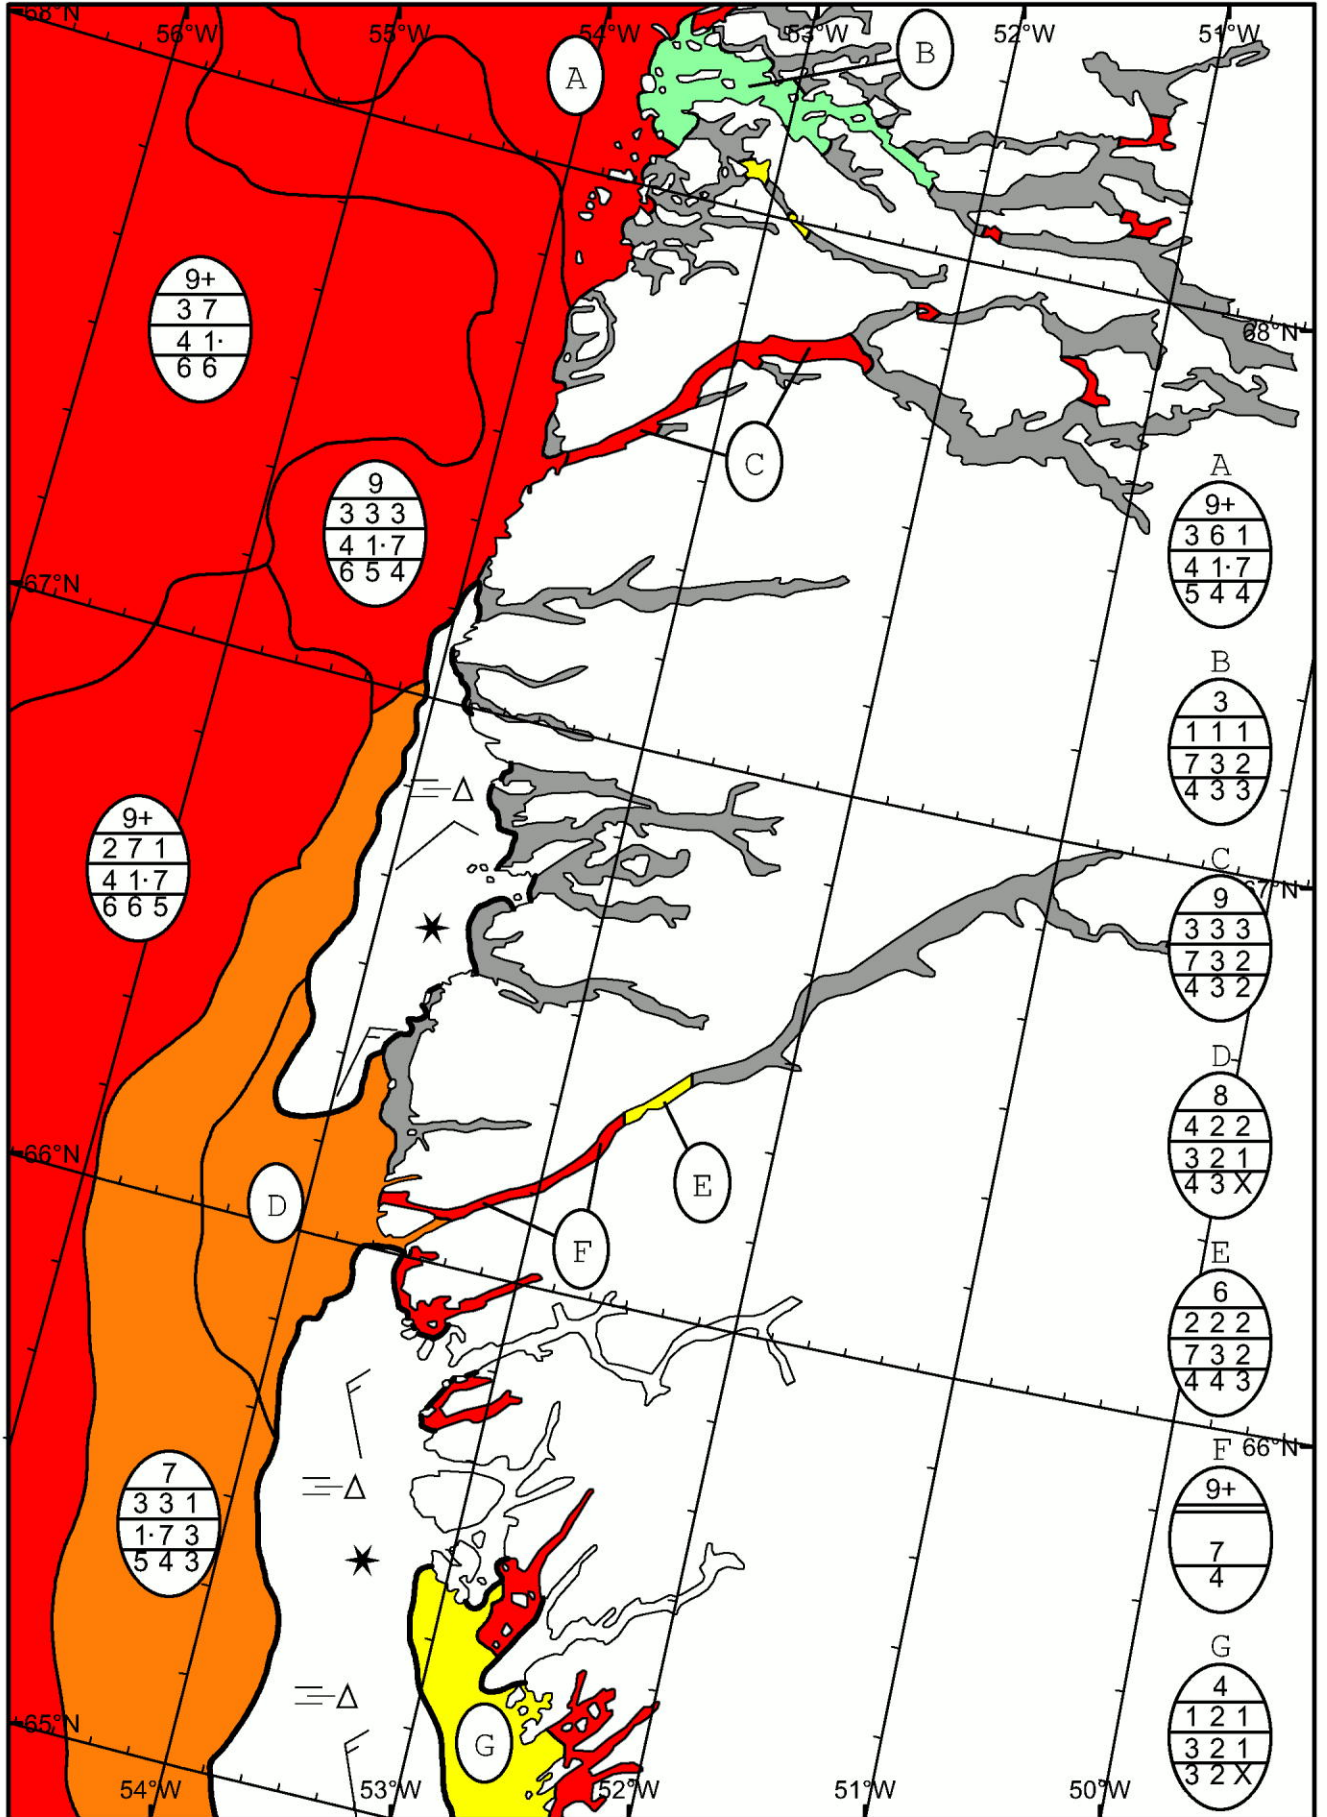 68°N
56°W 55°W 54°W 53°W 52°W 51°W
A
B
9+
3 7
4 1·
6 6
68°N
C
9
3 3 3
4 1·7
6 5 4
A
9+
3 6 1
4 1·7
5 4 4
67°N
B
3
1 1 1
7 3 2
4 3 3
9+
2 7 1
4 1·7
6 6 5
C
67°N
9
3 3 3
7 3 2
4 3 2
D
8
4 2 2
3 2 1
4 3 X
66°N
D
E
F
E
6
2 2 2
7 3 2
4 4 3
F
66°N
9+
7
4
7
3 3 1
1·7 3
5 4 3
G
4
1 2 1
3 2 1
3 2 X
65°N
G
54°W 53°W 52°W 51°W 50°W